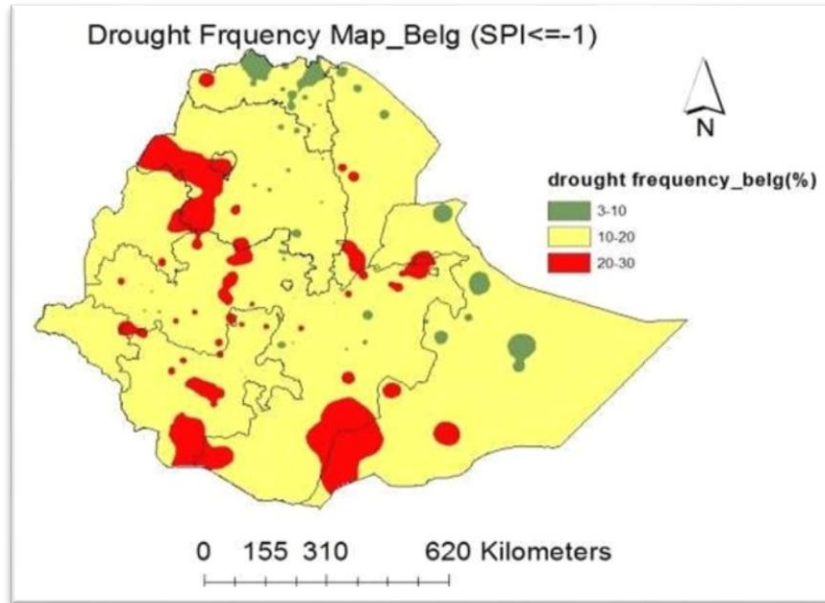 Drought Frquency Map_Belg (SPI<=-1)
N
drought frequency_belg(%)
3-10
10-20
20-30
0 155 310 620 Kilometers